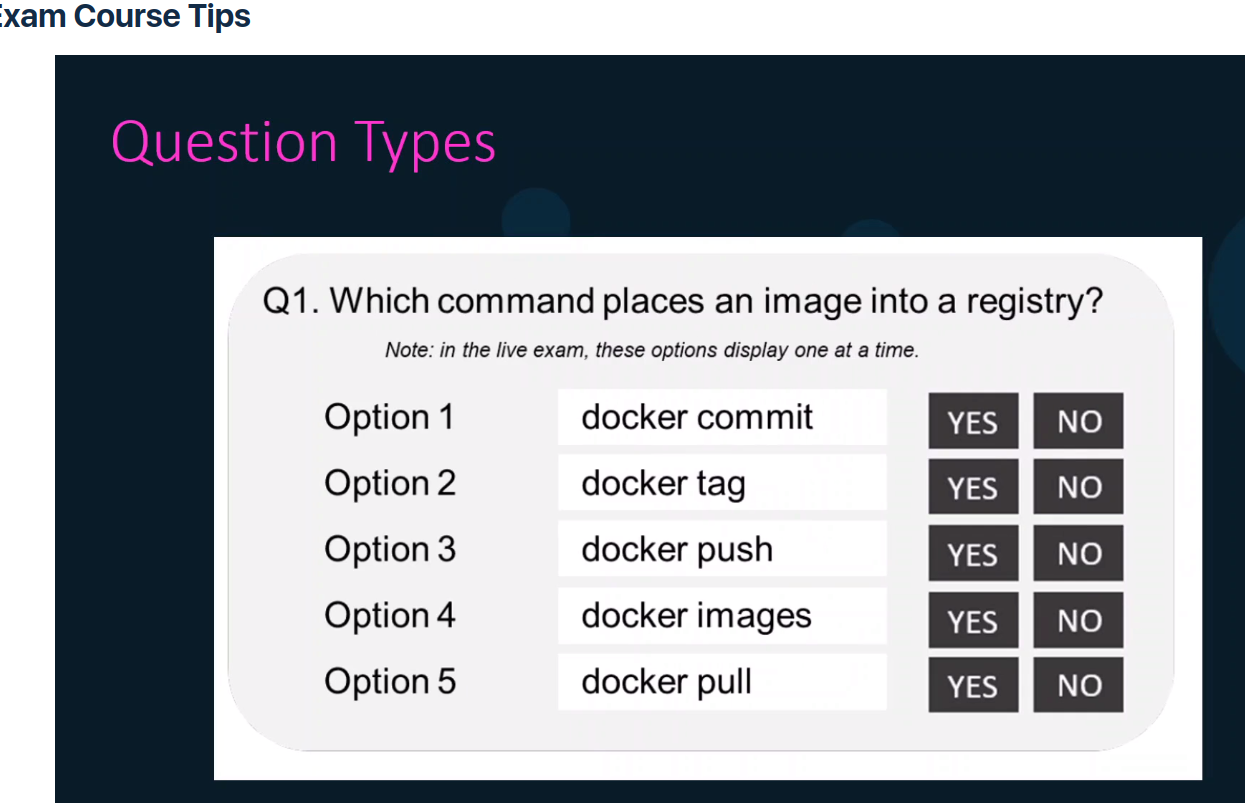 Exam Course Tips
Question Types
Q1. Which command places an image into a registry?
Note: in the live exam, these options display one at a time.
Option 1 docker commit YES NO
Option 2 docker tag YES NO
Option 3 docker push YES NO
Option 4 docker images YES NO
Option 5 docker pull YES NO